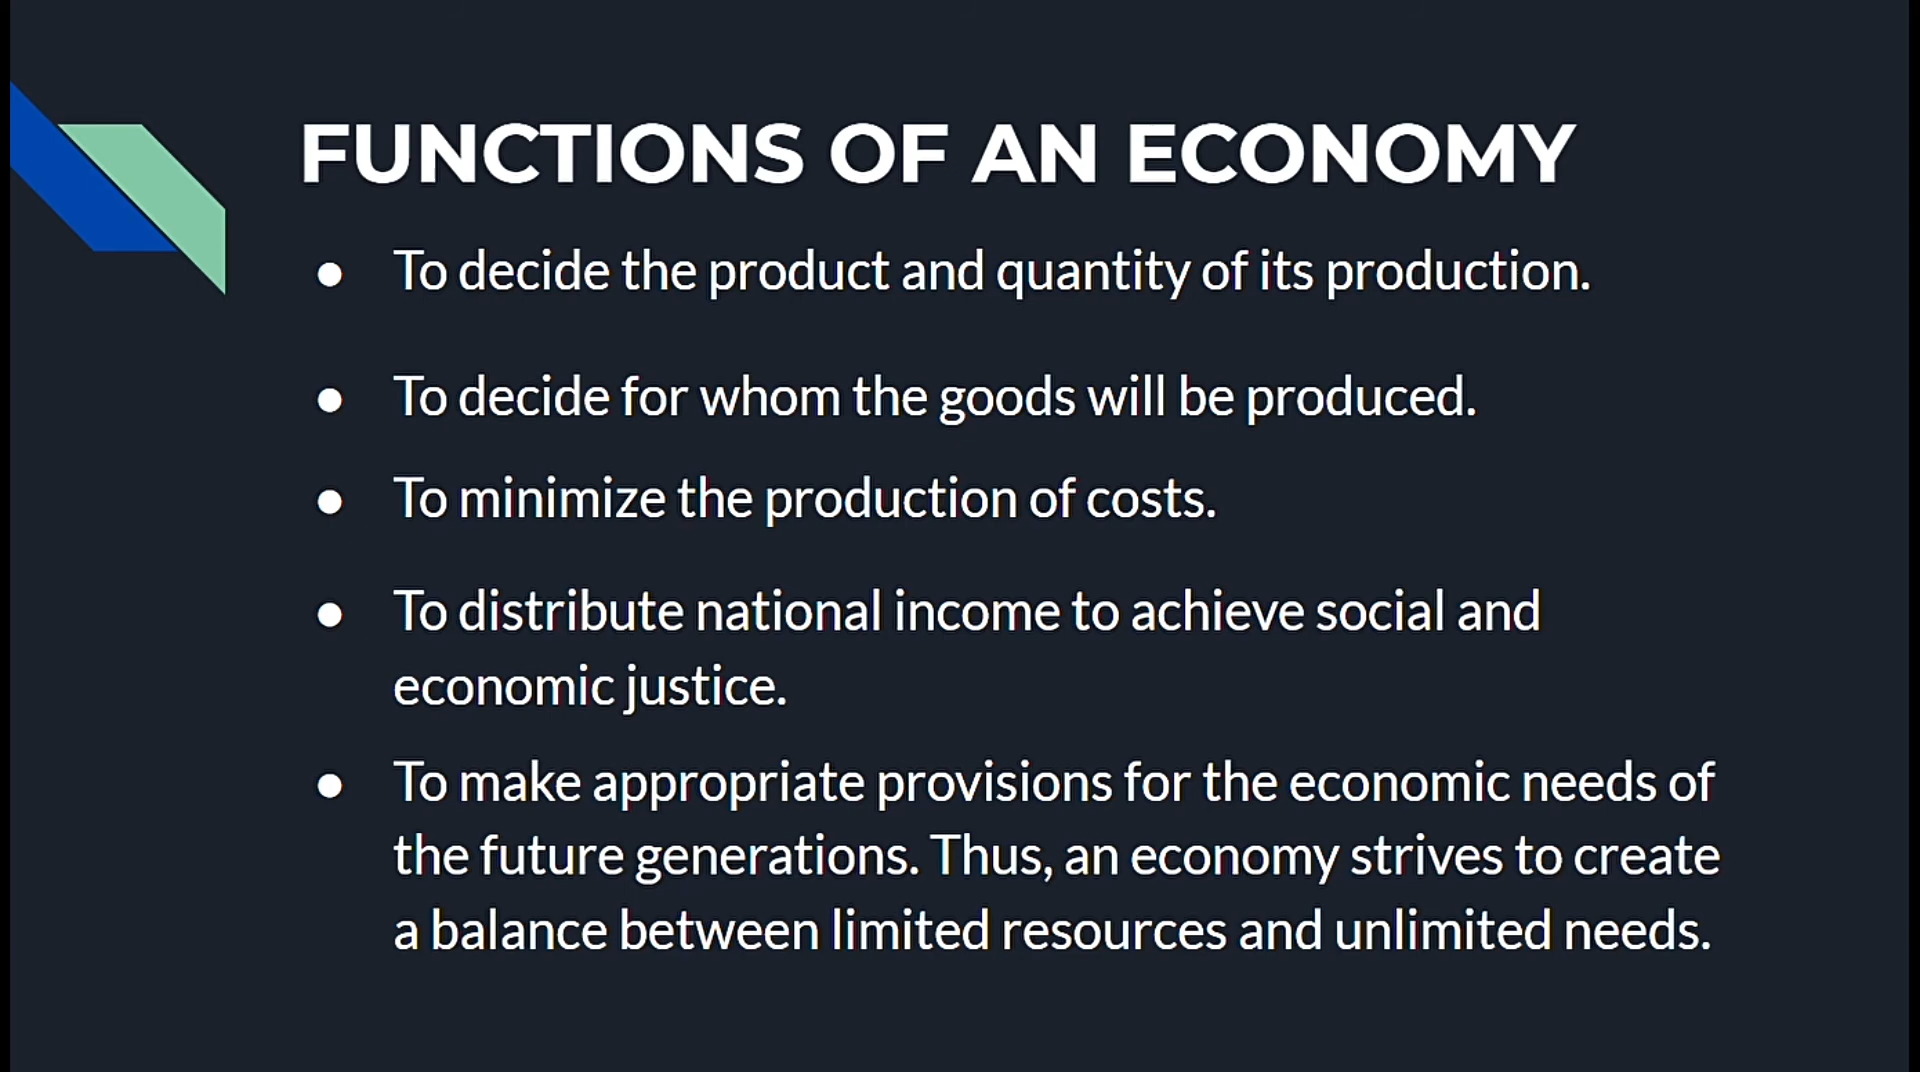 FUNCTIONS OF AN ECONOMY
● To decide the product and quantity of its production.
● To decide for whom the goods will be produced.
● To minimize the production of costs.
● To distribute national income to achieve social and
economic justice.
● To make appropriate provisions for the economic needs of
the future generations. Thus, an economy strives to create
a balance between limited resources and unlimited needs.